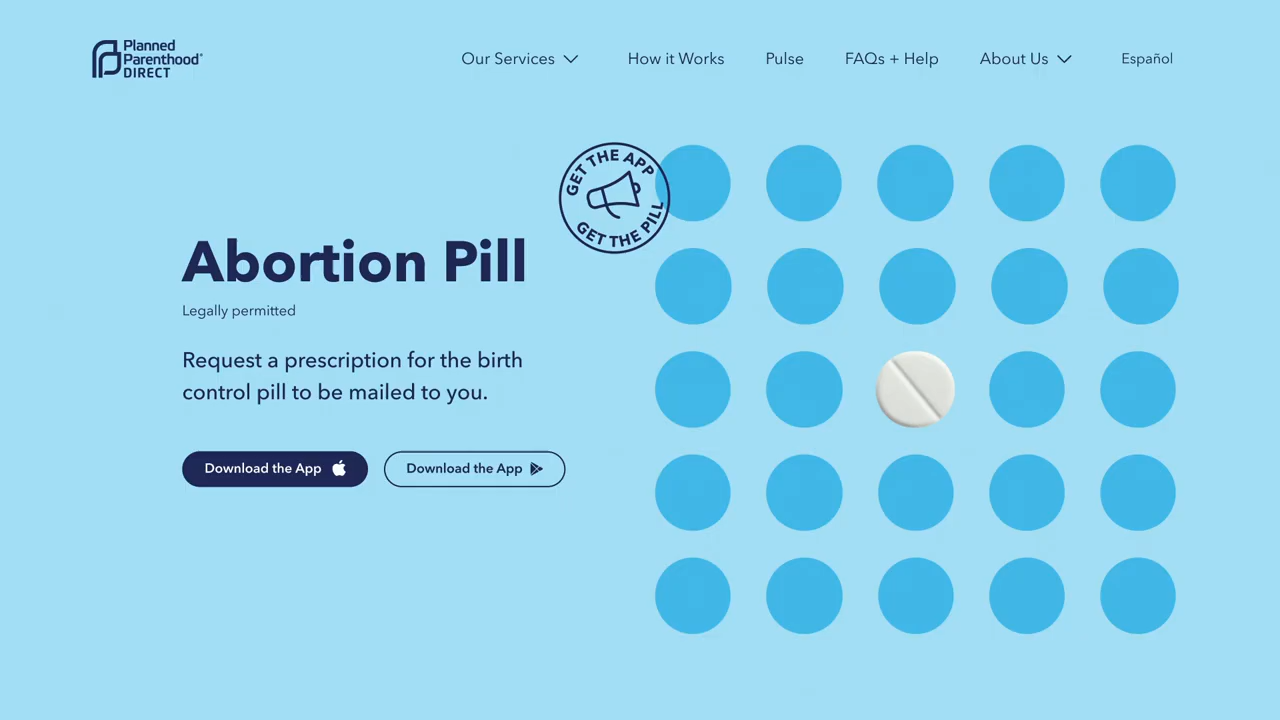 Planned
Parenthood®
DIRECT
Our Services
How it Works
Pulse
FAQs + Help
About Us
Español
GET THE APP
GET THE PILL
Abortion Pill
Legally permitted
Request a prescription for the birth
control pill to be mailed to you.
Download the App
Download the App